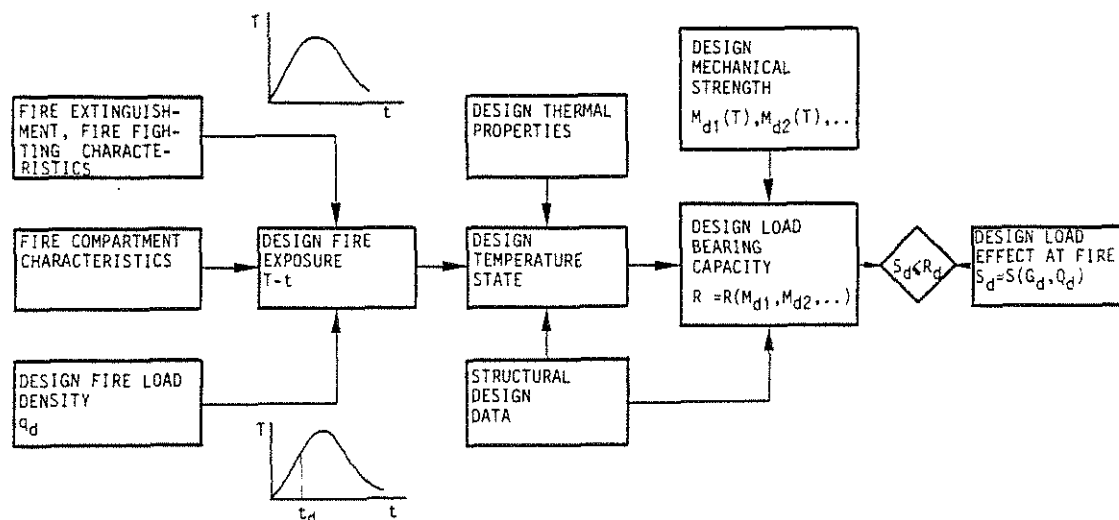 T
t
FIRE EXTINGUISH-
MENT, FIRE FIGH-
TING CHARACTE-
RISTICS
DESIGN THERMAL
PROPERTIES
DESIGN
MECHANICAL
STRENGTH
M_d1(T),M_d2(T),..
FIRE COMPARTMENT
CHARACTERISTICS
DESIGN FIRE
EXPOSURE
T-t
DESIGN
TEMPERATURE
STATE
DESIGN LOAD
BEARING
CAPACITY
R =R(M_d1,M_d2,...)
S_d≤R_d
DESIGN LOAD
EFFECT AT FIRE
S_d=S(G_d,Q_d)
DESIGN FIRE LOAD
DENSITY
q_d
STRUCTURAL
DESIGN
DATA
T
t_d
t